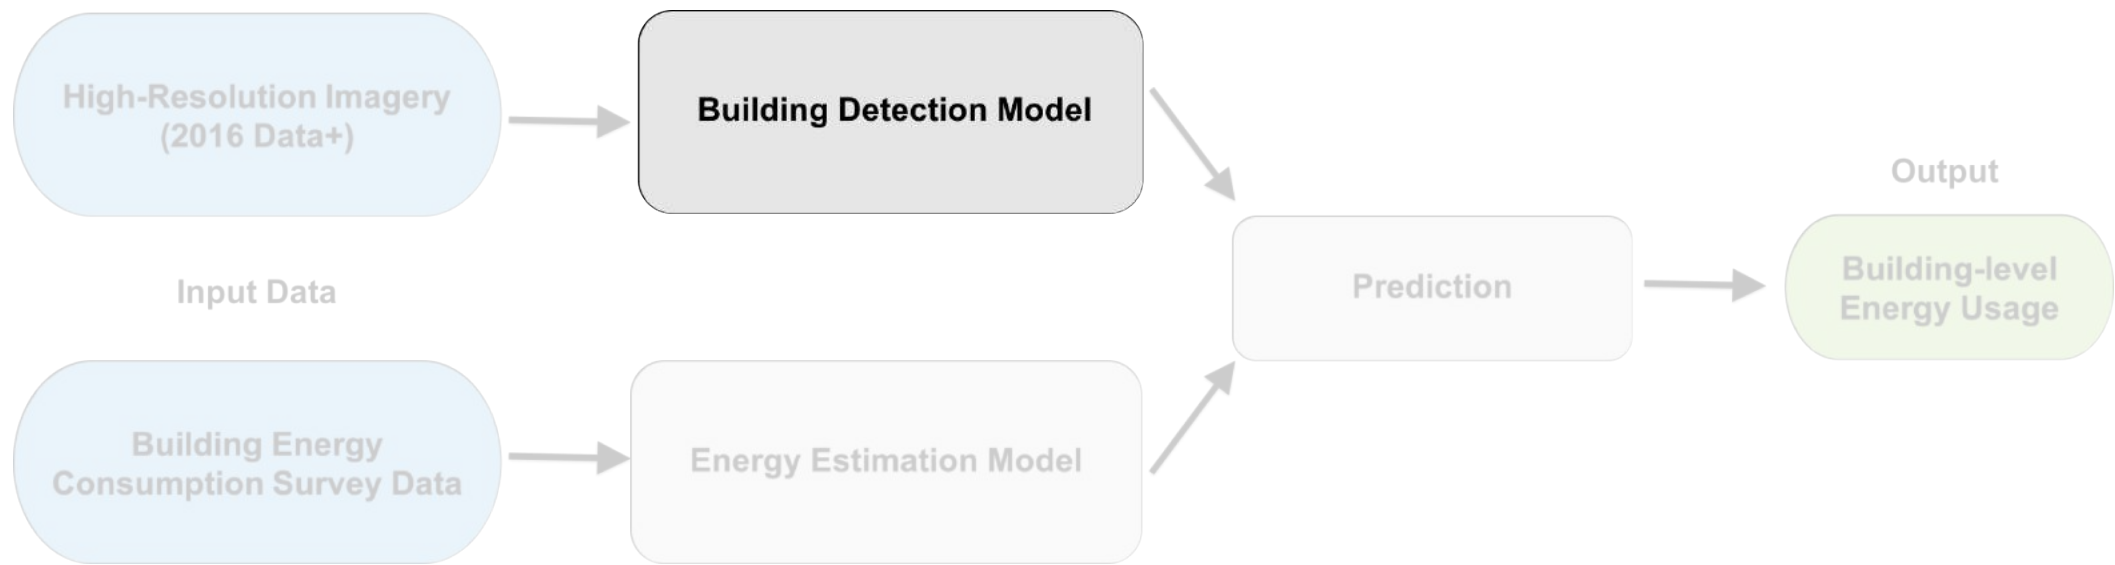 High-Resolution Imagery
(2016 Data+)
Building Detection Model
Output
Input Data
Prediction
Building-level
Energy Usage
Building Energy
Consumption Survey Data
Energy Estimation Model